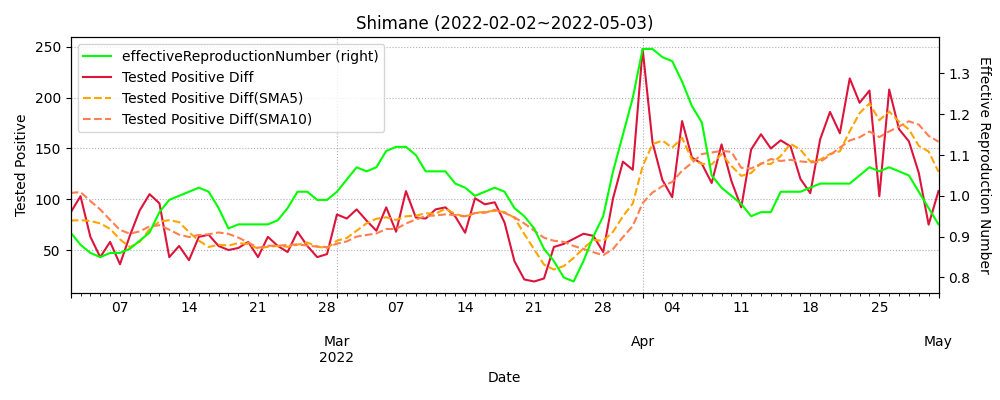 Shimane (2022-02-02~2022-05-03)
effectiveReproductionNumber (right)
Tested Positive Diff
Tested Positive Diff(SMA5)
Tested Positive Diff(SMA10)
Tested Positive
250
200
150
100
50
1.3
1.2
1.1
1.0
0.9
0.8
Effective Reproduction Number
07 14 21 28 07 14 21 28 04 11 18 25
Mar Apr May
2022
Date